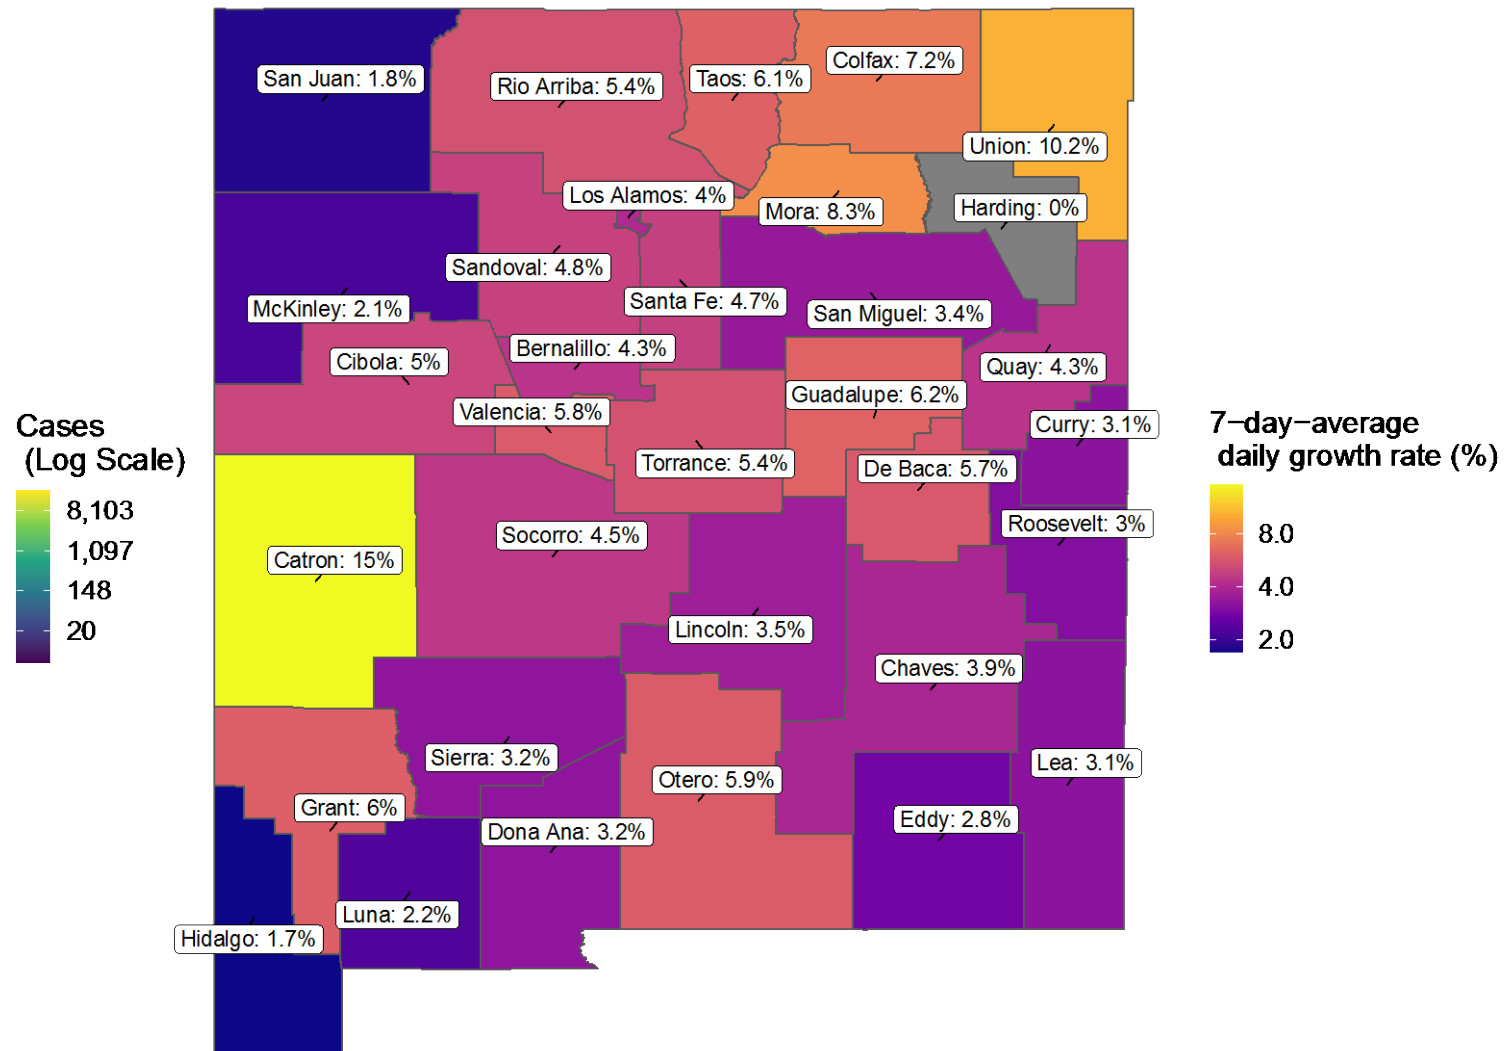 San Juan: 1.8%
Rio Arriba: 5.4%
Taos: 6.1%
Colfax: 7.2%
Union: 10.2%
Los Alamos: 4%
Mora: 8.3%
Harding: 0%
Sandoval: 4.8%
McKinley: 2.1%
Santa Fe: 4.7%
San Miguel: 3.4%
Cibola: 5%
Bernalillo: 4.3%
Quay: 4.3%
Valencia: 5.8%
Guadalupe: 6.2%
Curry: 3.1%
Torrance: 5.4%
De Baca: 5.7%
Roosevelt: 3%
Catron: 15%
Socorro: 4.5%
Lincoln: 3.5%
Chaves: 3.9%
Sierra: 3.2%
Otero: 5.9%
Lea: 3.1%
Grant: 6%
Dona Ana: 3.2%
Eddy: 2.8%
Luna: 2.2%
Hidalgo: 1.7%
Cases
(Log Scale)
8,103
1,097
148
20
7−day−average
daily growth rate (%)
8.0
4.0
2.0